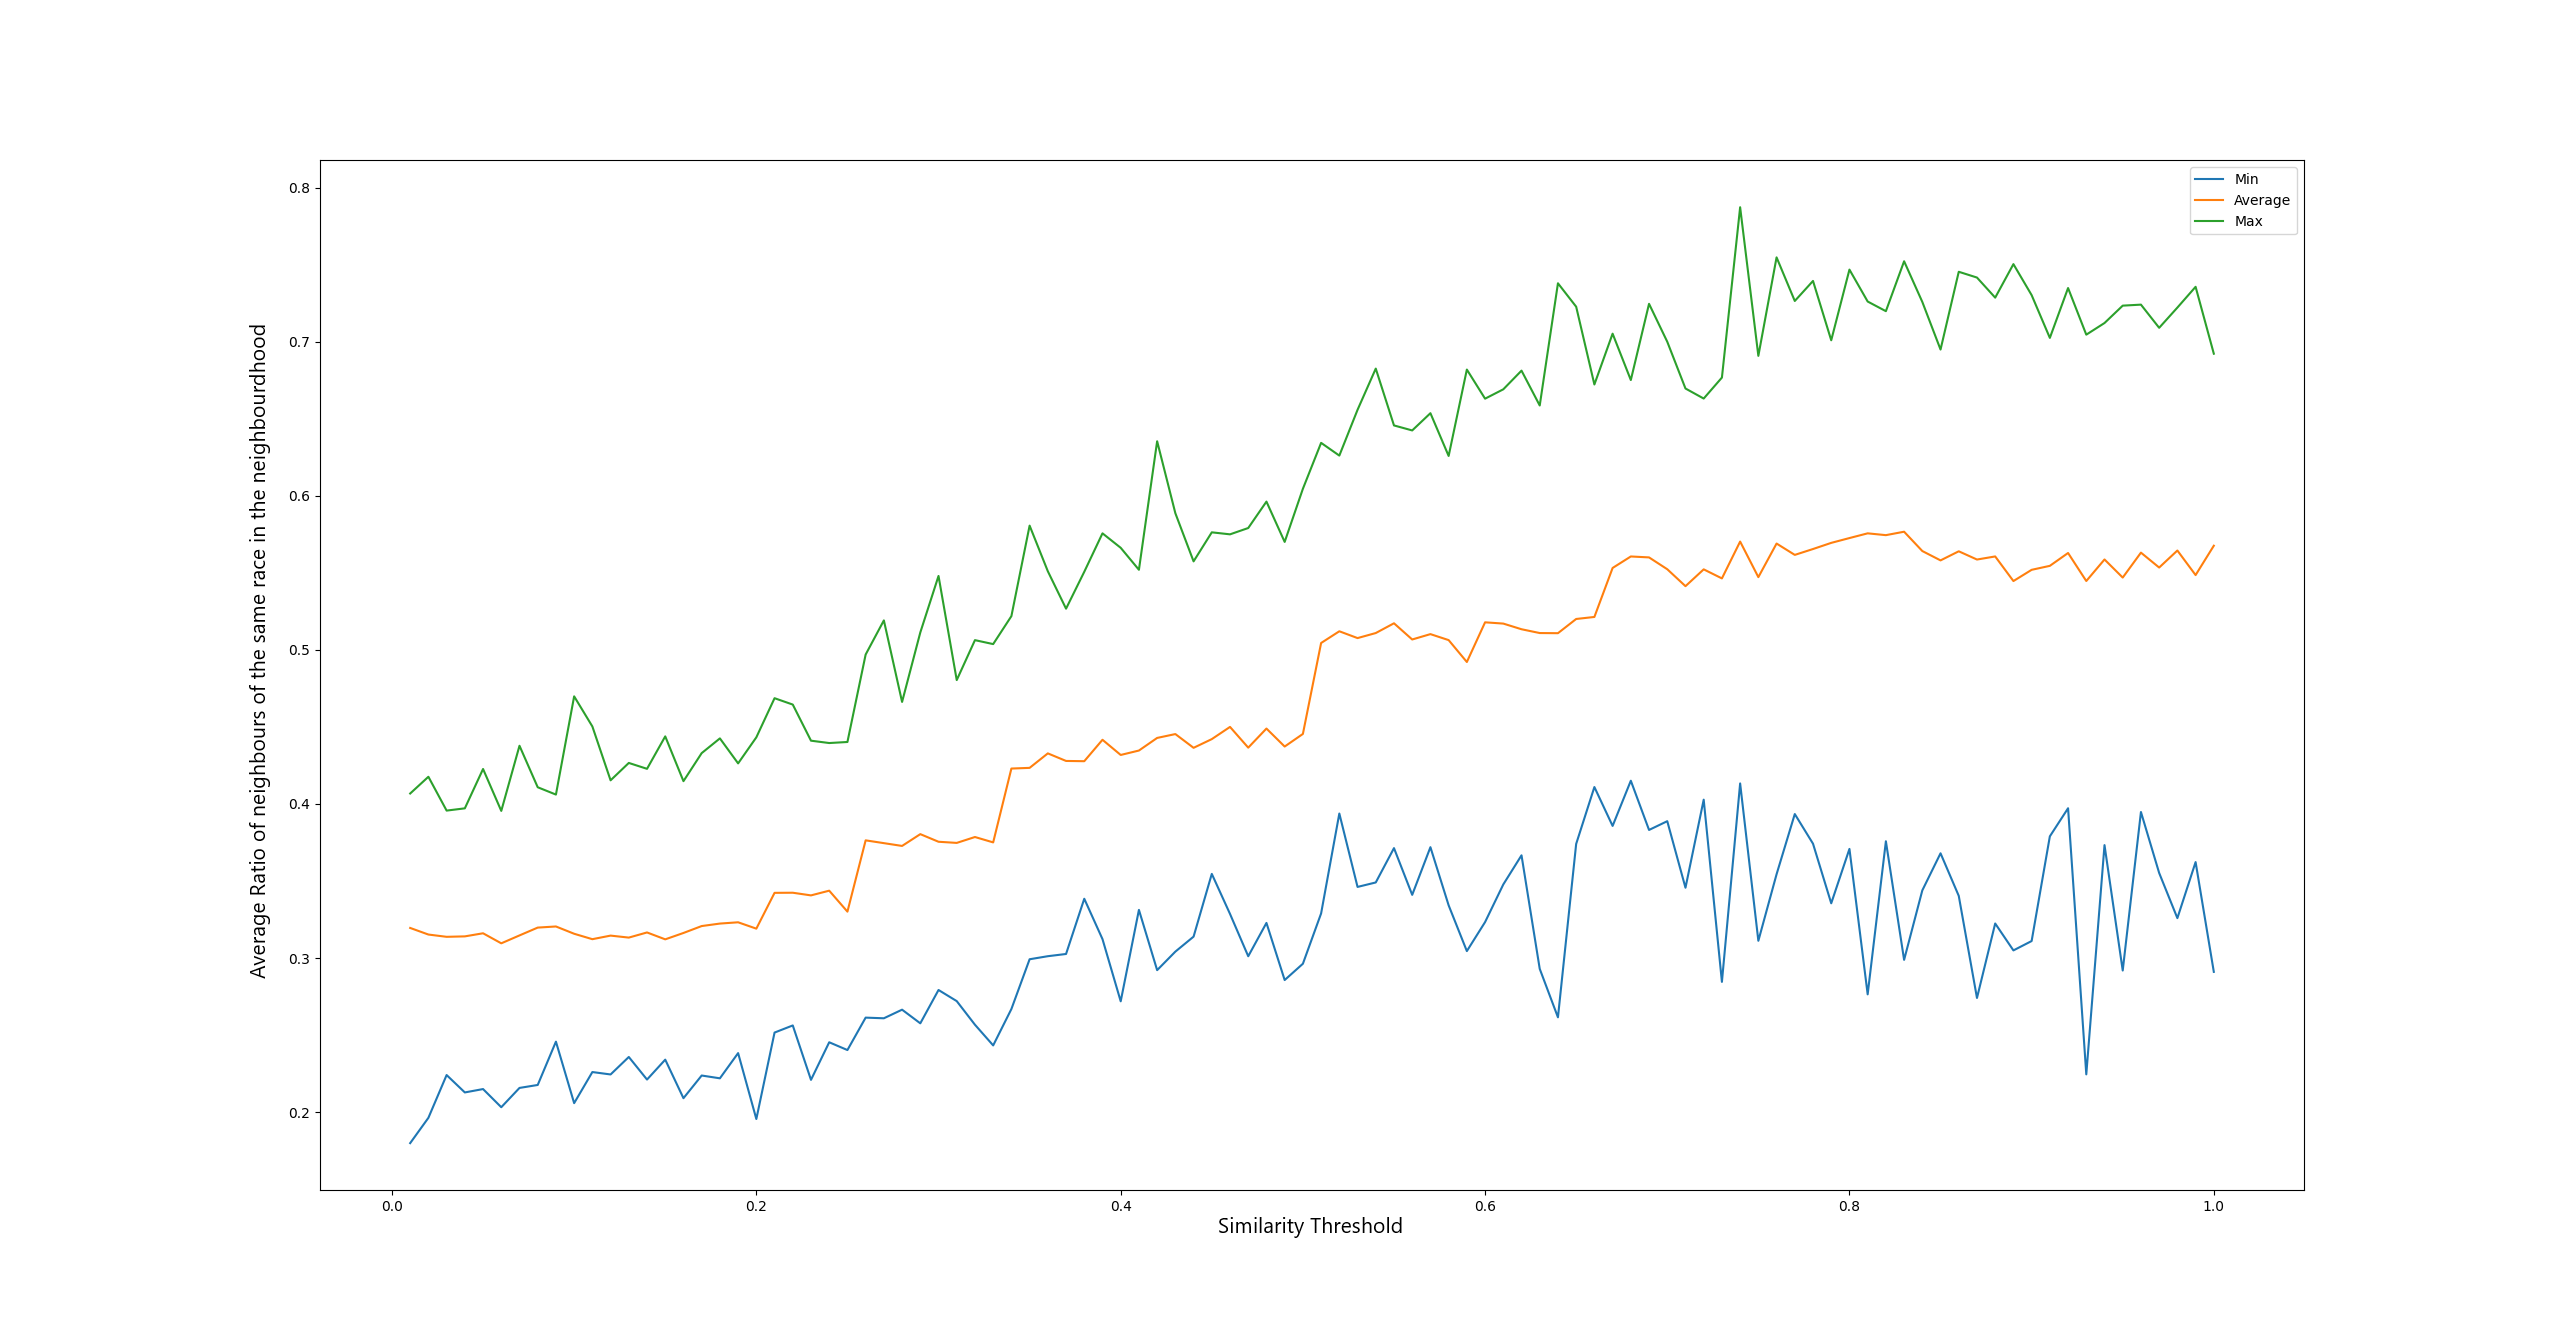 Min
Average
Max
0.8
0.7
0.6
0.5
0.4
0.3
0.2
Average Ratio of neighbours of the same race in the neighbourdhood
0.0 0.2 0.4 0.6 0.8 1.0
Similarity Threshold